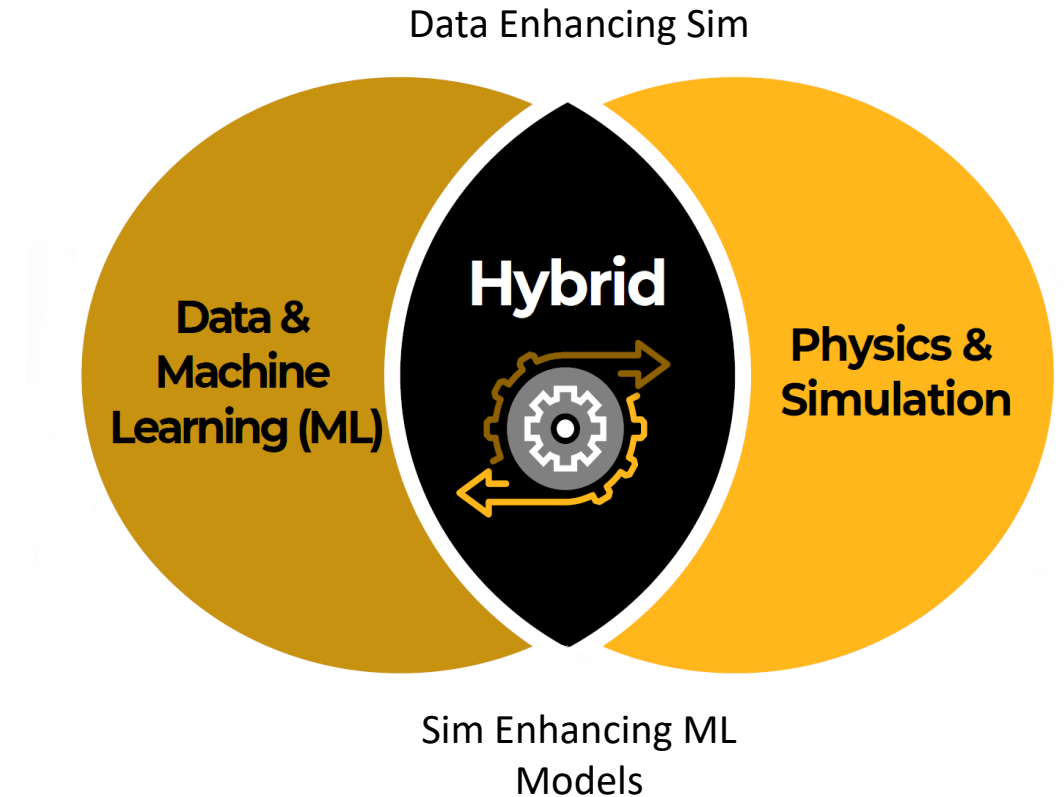 Data Enhancing Sim
Hybrid
Data &
Machine
Learning (ML)
Physics &
Simulation
Sim Enhancing ML
Models